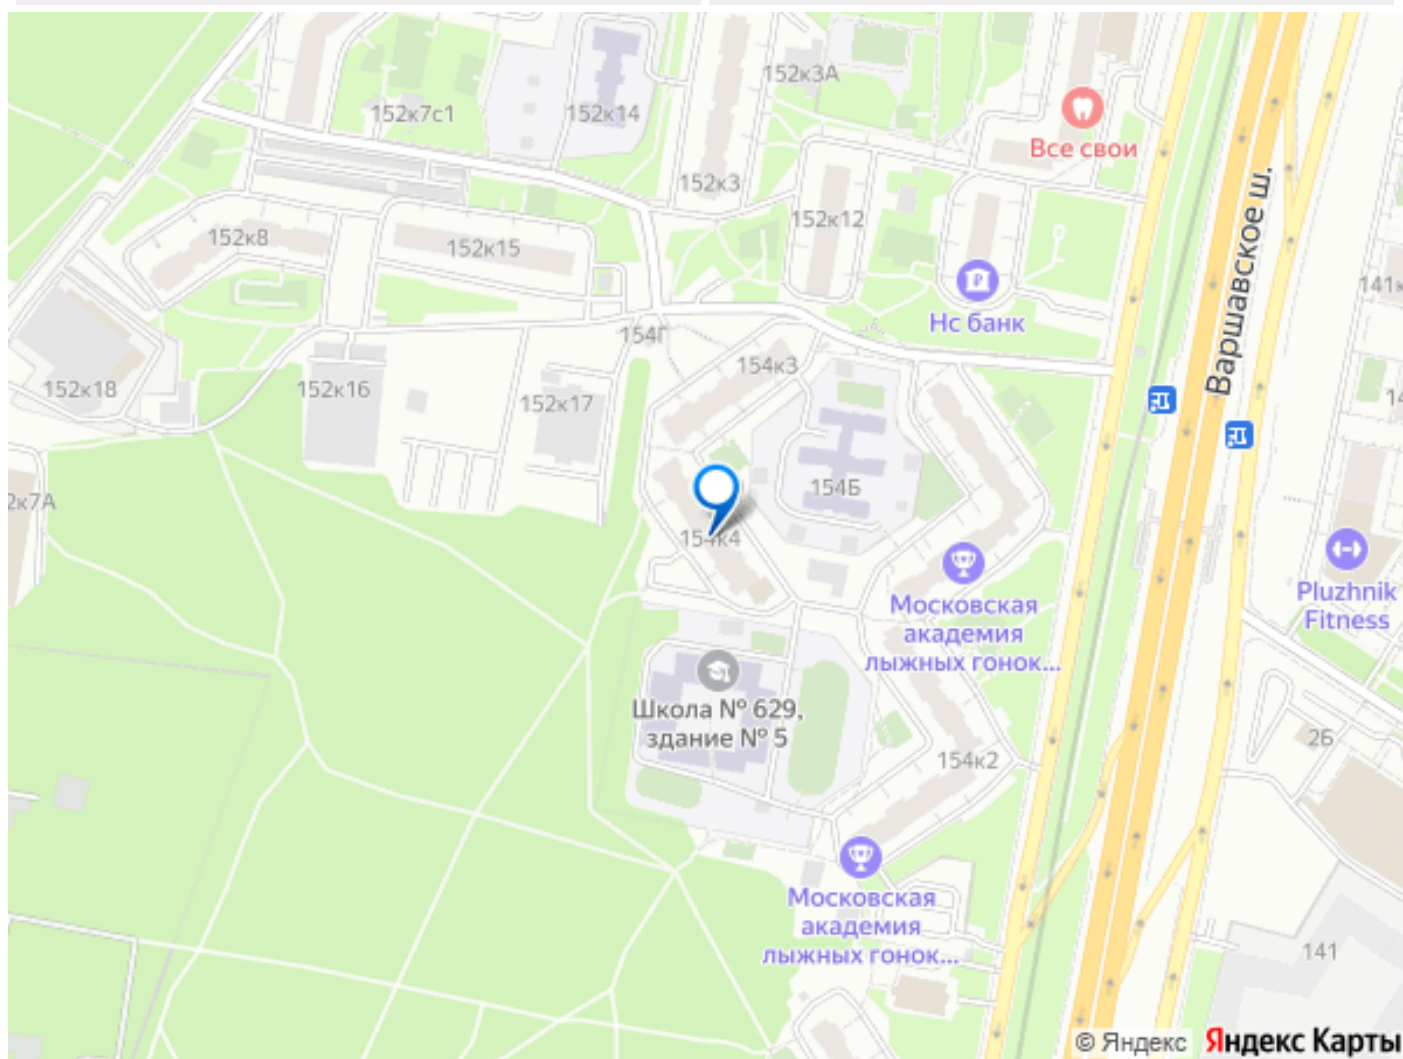 152к3А
152к7с1
152к14
Все свои
152к3
152к12
152к8
152к15
Варшавское ш.
141к
Нс банк
154Г
154к3
152к18
152к16
152к17
14
154Б
2к7А
154к4
Московская
академия
лыжных гонок...
Pluzhnik
Fitness
Школа № 629,
здание № 5
2Б
154к2
Московская
академия
лыжных гонок...
141
© Яндекс Яндекс Карты